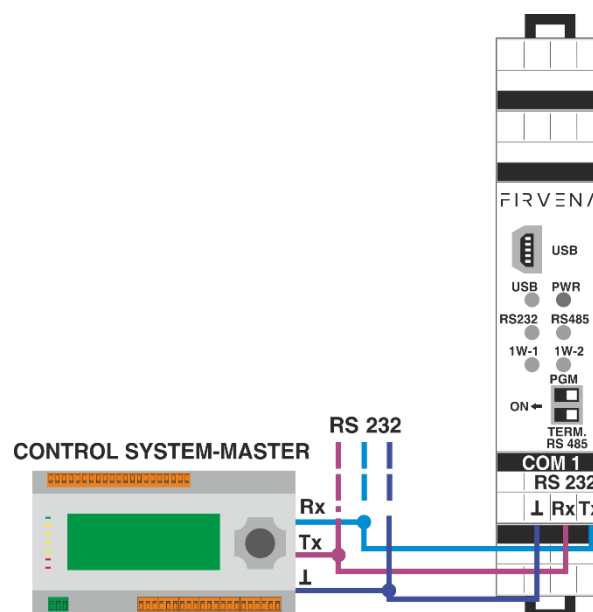 FIRVENA
USB
USB PWR
RS232 RS485
1W-1 1W-2
PGM
ON
TERM.
RS 485
RS 232
CONTROL SYSTEM-MASTER
COM 1
RS 232
Rx
⊥ Rx Tx
Tx
⊥